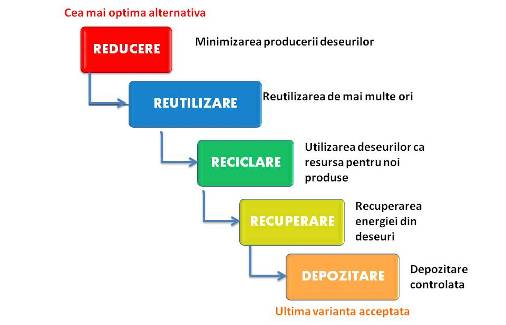 Cea mai optima alternativa
REDUCERE
Minimizarea producerii deseurilor
REUTILIZARE
Reutilizarea de mai multe ori
RECICLARE
Utilizarea deseurilor ca
resursa pentru noi
produse
RECUPERARE
Recuperarea
energiei din
deseuri
DEPOZITARE
Depozitare
controlata
Ultima varianta acceptata